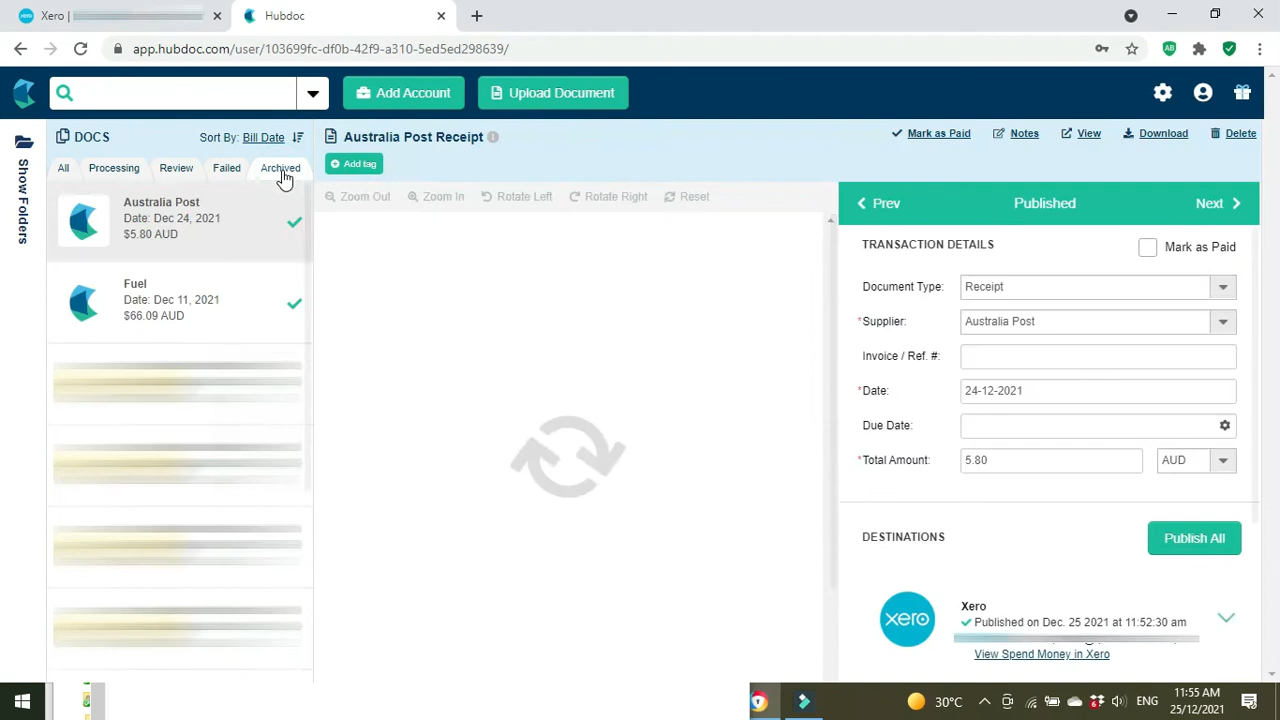 Xero |
Hubdoc
app.hubdoc.com/user/103699fc-df0b-42f9-a310-5ed5ed298639/
Add Account
Upload Document
Show Folders
DOCS
Sort By: Bill Date
All
Processing
Review
Failed
Archived
Australia Post
Date: Dec 24, 2021
$5.80 AUD
Fuel
Date: Dec 11, 2021
$66.09 AUD
Australia Post Receipt
Mark as Paid
Notes
View
Download
Delete
Add tag
Zoom Out
Zoom In
Rotate Left
Rotate Right
Reset
Prev
Published
Next
TRANSACTION DETAILS
Mark as Paid
Document Type: Receipt
*Supplier: Australia Post
Invoice / Ref. #:
*Date: 24-12-2021
Due Date:
*Total Amount: 5.80 AUD
DESTINATIONS
Publish All
xero
Xero
Published on Dec. 25 2021 at 11:52:30 am
View Spend Money in Xero
30°C
ENG
11:55 AM
25/12/2021